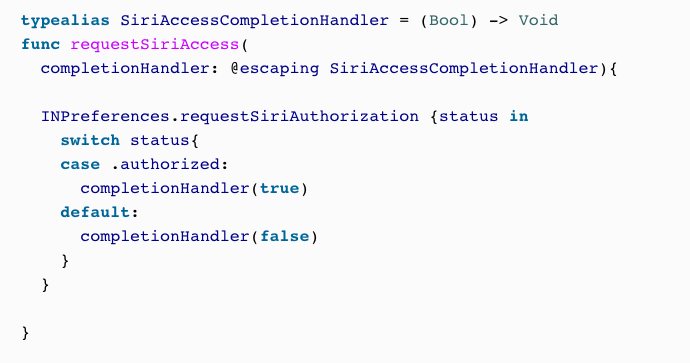 typealias SiriAccessCompletionHandler = (Bool) -> Void
func requestSiriAccess(
  completionHandler: @escaping SiriAccessCompletionHandler){

  INPreferences.requestSiriAuthorization {status in
    switch status{
    case .authorized:
      completionHandler(true)
    default:
      completionHandler(false)
    }
  }

}